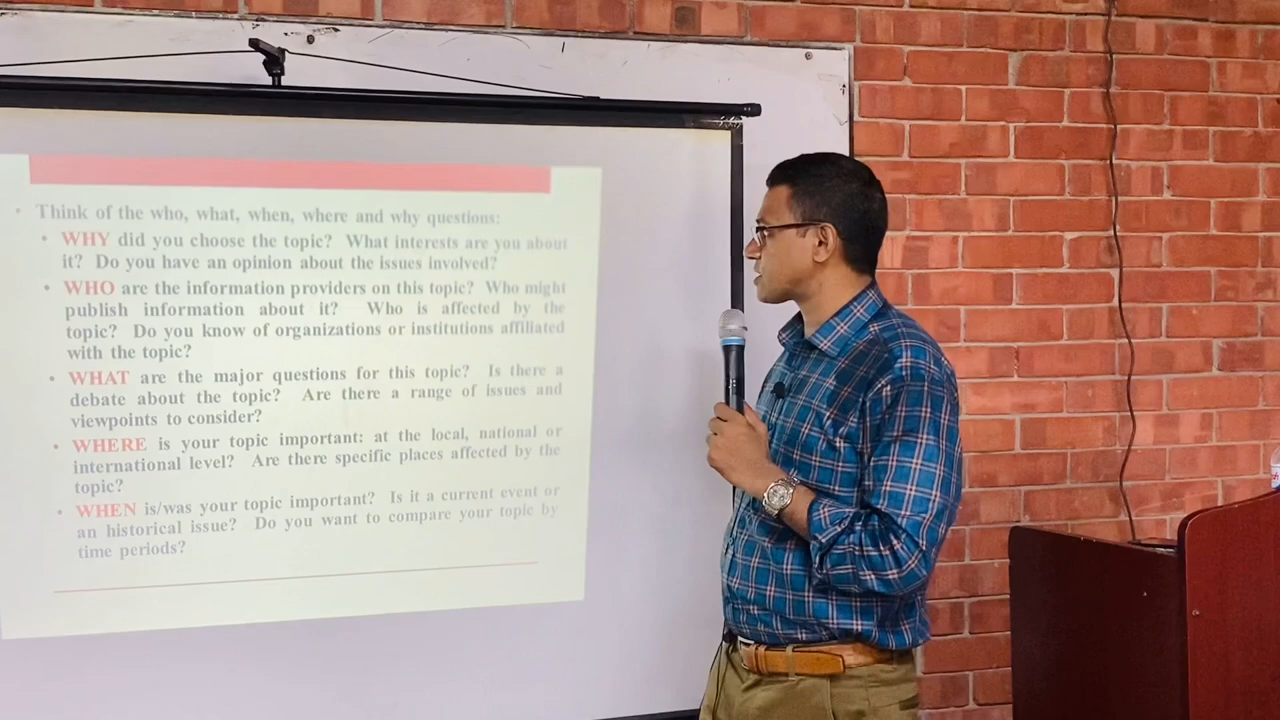 Think of the who, what, when, where and why questions:
WHY did you choose the topic? What interests are you about
it? Do you have an opinion about the issues involved?
WHO are the information providers on this topic? Who might
publish information about it? Who is affected by the
topic? Do you know of organizations or institutions affiliated
with the topic?
WHAT are the major questions for this topic? Is there a
debate about the topic? Are there a range of issues and
viewpoints to consider?
WHERE is your topic important: at the local, national or
international level? Are there specific places affected by the
topic?
WHEN is/was your topic important? Is it a current event or
an historical issue? Do you want to compare your topic by
time periods?